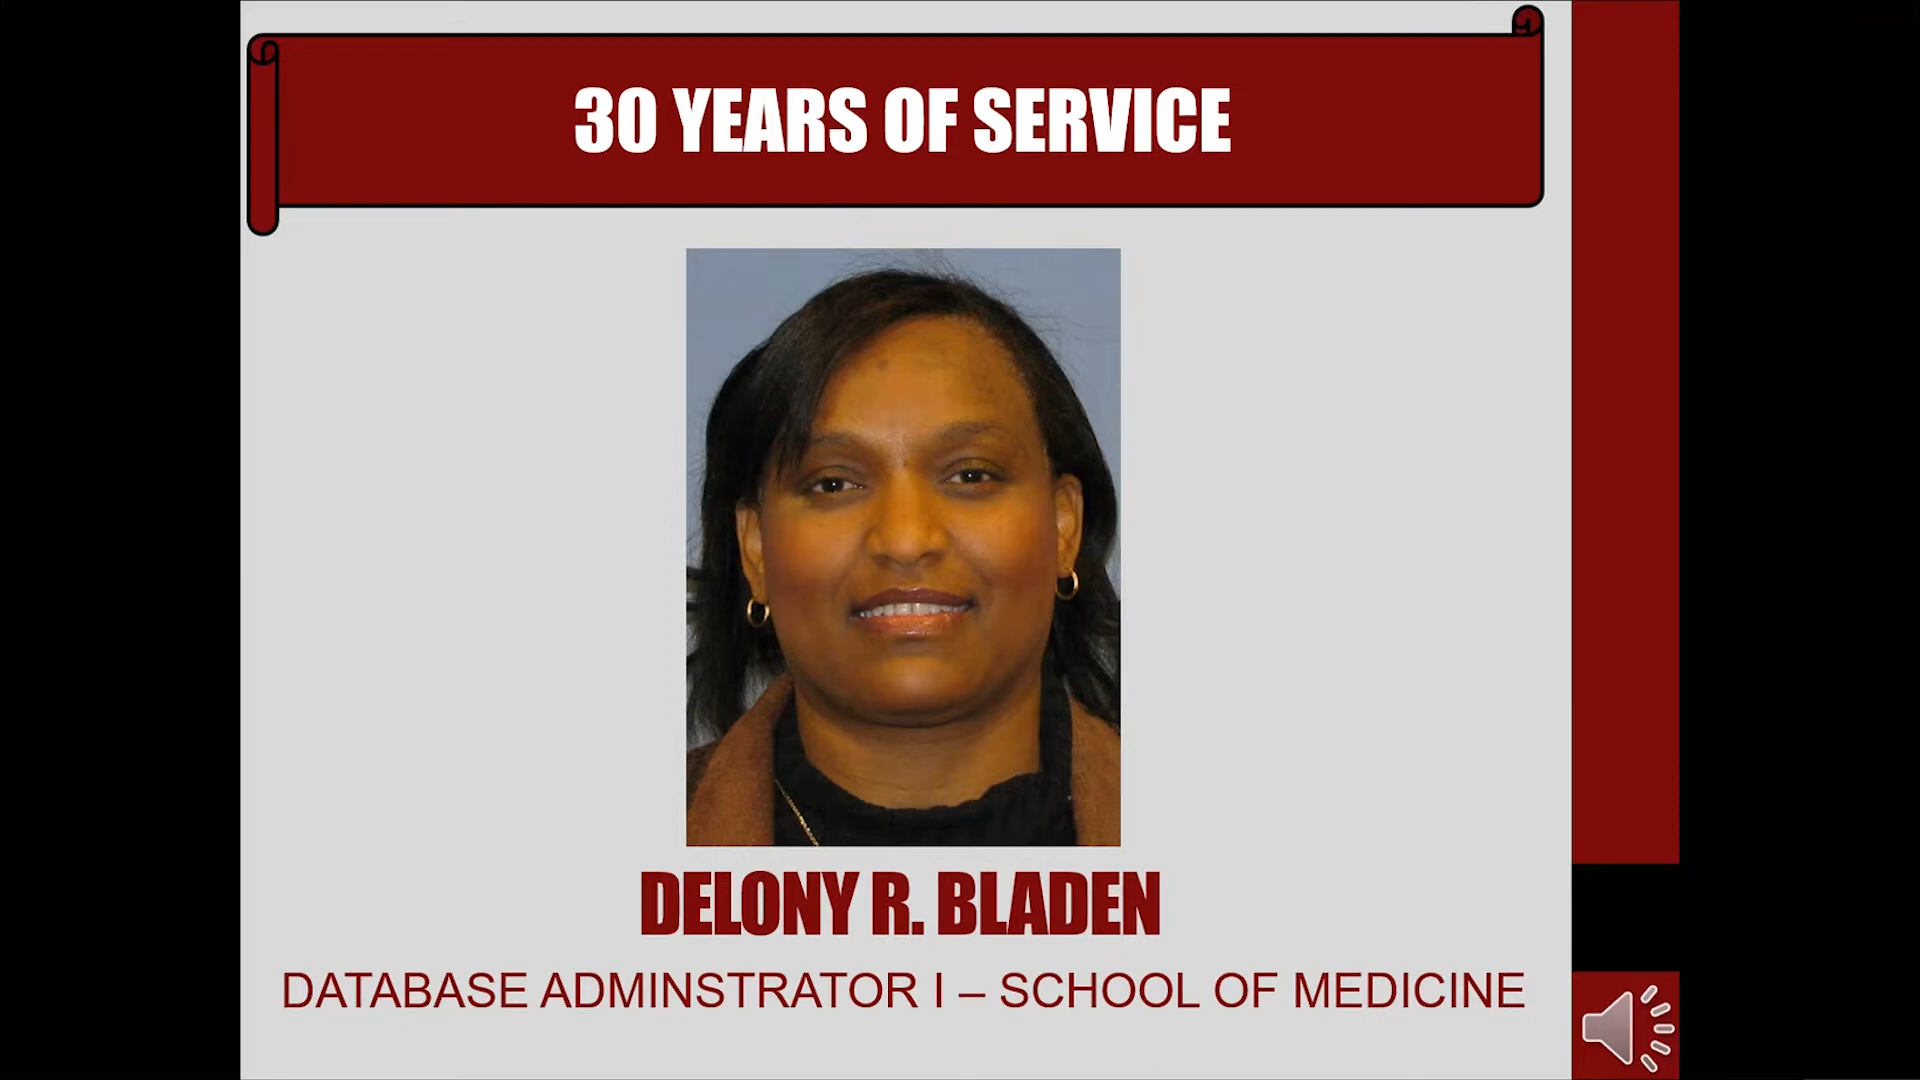 30 YEARS OF SERVICE
DELONY R. BLADEN
DATABASE ADMINSTRATOR I – SCHOOL OF MEDICINE